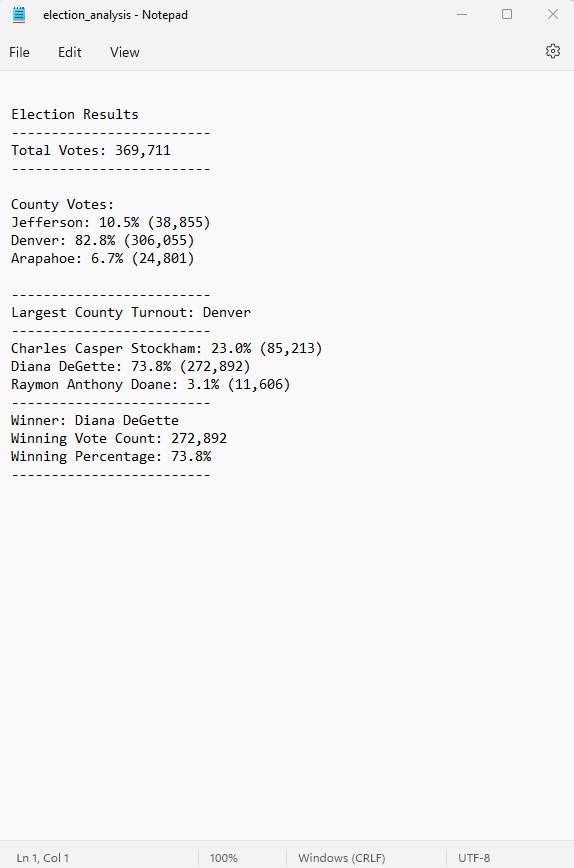 election_analysis - Notepad
File Edit View
Election Results
-------------------------
Total Votes: 369,711
-------------------------
County Votes:
Jefferson: 10.5% (38,855)
Denver: 82.8% (306,055)
Arapahoe: 6.7% (24,801)
-------------------------
Largest County Turnout: Denver
-------------------------
Charles Casper Stockham: 23.0% (85,213)
Diana DeGette: 73.8% (272,892)
Raymon Anthony Doane: 3.1% (11,606)
-------------------------
Winner: Diana DeGette
Winning Vote Count: 272,892
Winning Percentage: 73.8%
-------------------------
Ln 1, Col 1 100% Windows (CRLF) UTF-8